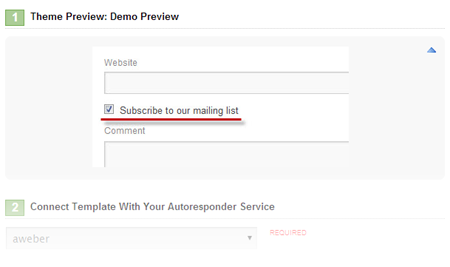 1 Theme Preview: Demo Preview
Website
Subscribe to our mailing list
Comment
2 Connect Template With Your Autoresponder Service
aweber
REQUIRED